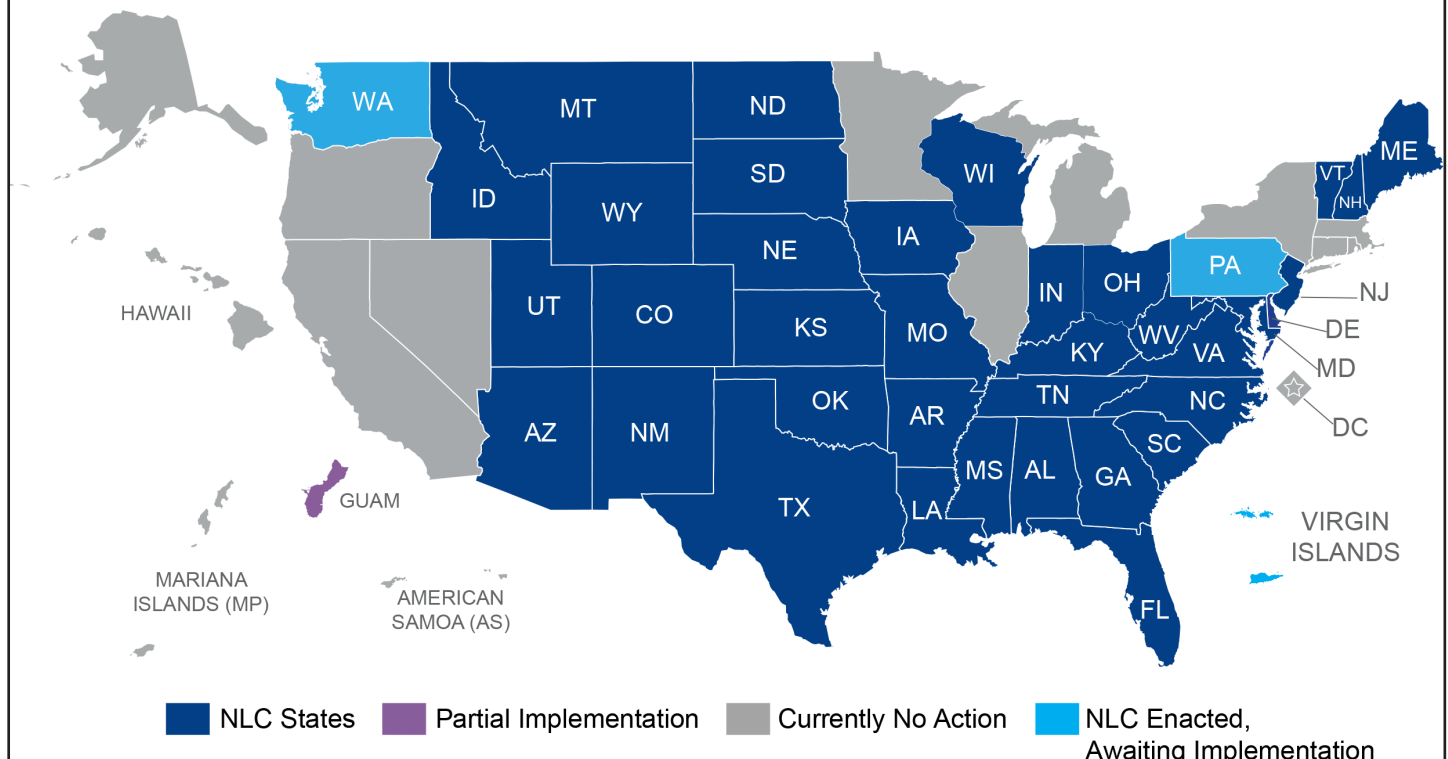 WA
MT
ND
ME
VT
NH
ID
WY
SD
WI
NE
IA
PA
UT
CO
KS
MO
IN
OH
NJ
DE
MD
DC
WV
VA
KY
HAWAII
AZ
NM
OK
AR
TN
NC
SC
MS
AL
GA
TX
LA
FL
GUAM
VIRGIN
ISLANDS
MARIANA
ISLANDS (MP)
AMERICAN
SAMOA (AS)
NLC States
Partial Implementation
Currently No Action
NLC Enacted,
Awaiting Implementation